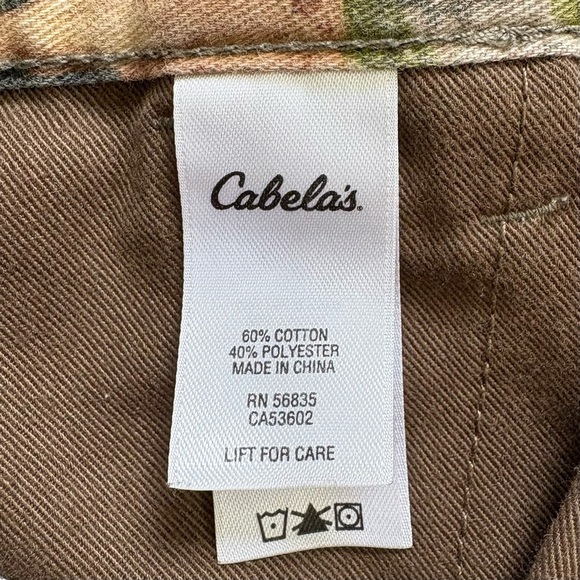 Cabela's.
60% COTTON
40% POLYESTER
MADE IN CHINA
RN 56835
CA53602
LIFT FOR CARE